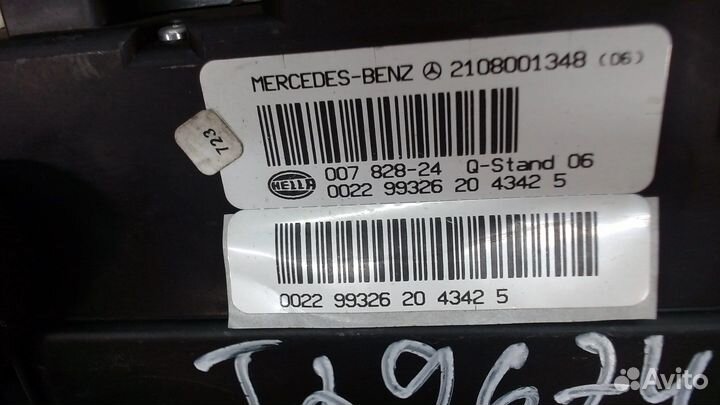 MERCEDES-BENZ 2108001348 (06)
723
HELLA
007 828-24 Q-Stand 06
0022 99326 20 4342 5
0022 99326 20 4342 5
T29674
Avito